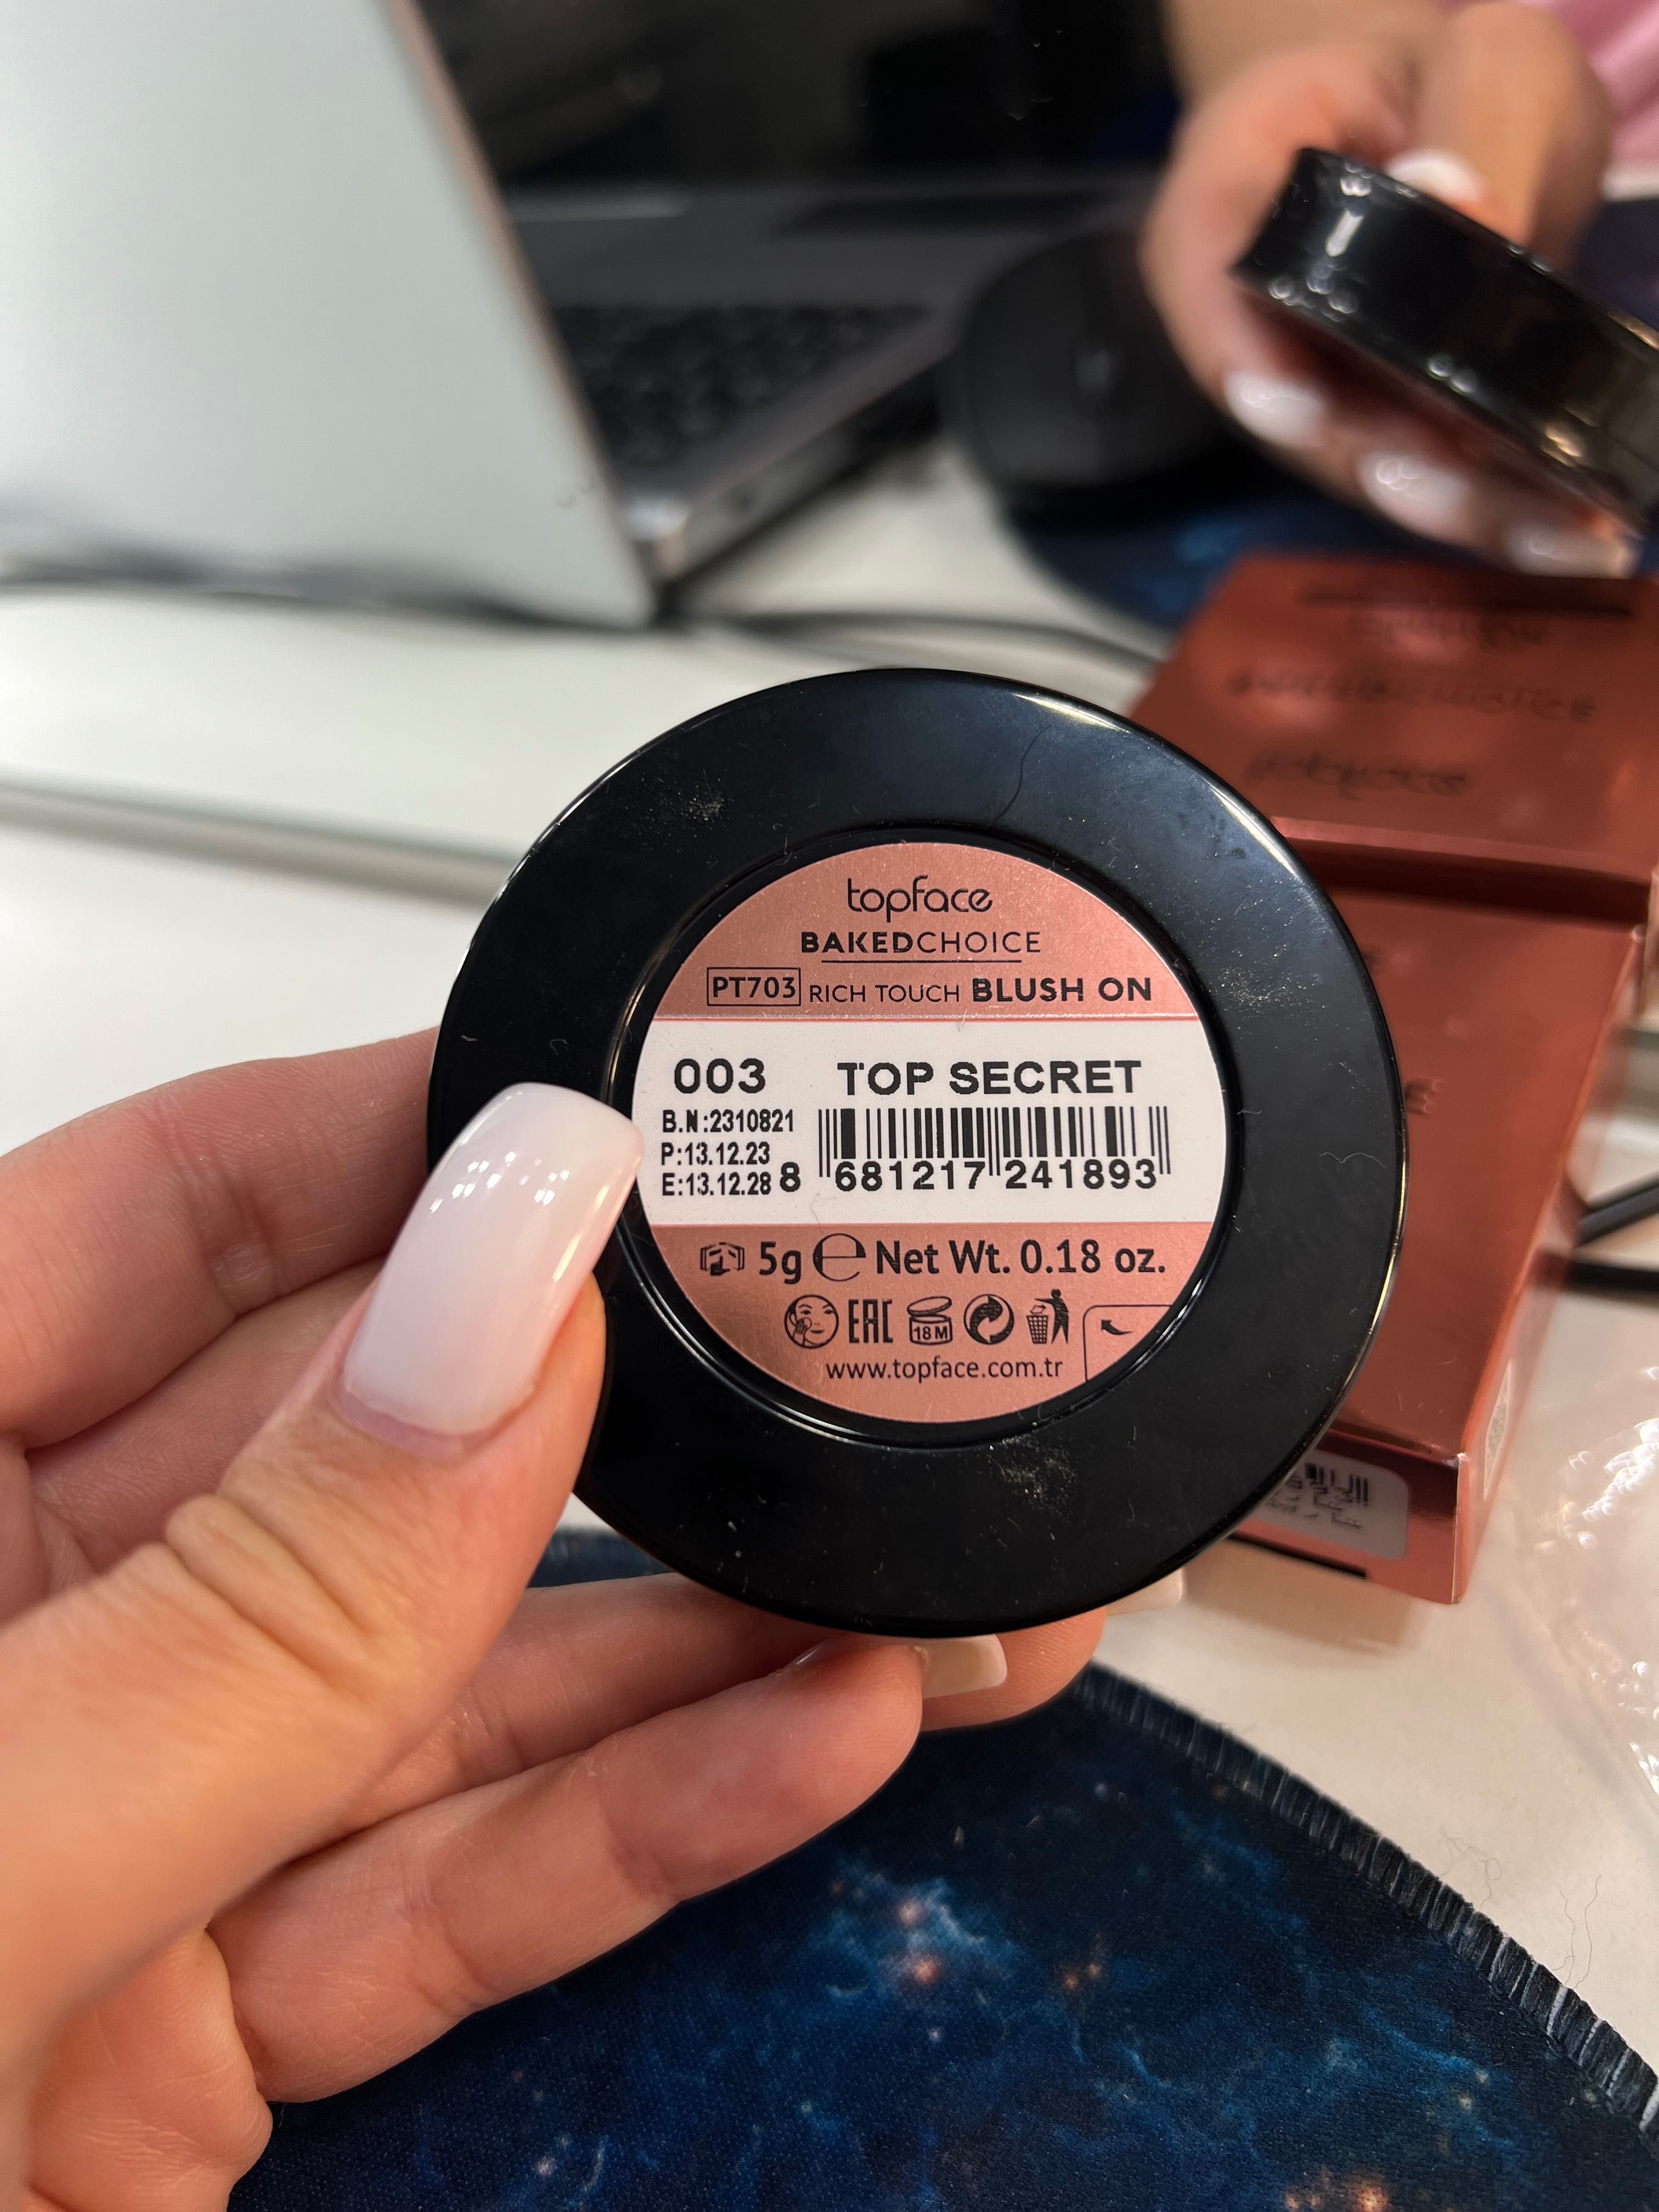 topface
BAKEDCHOICE
PT703 RICH TOUCH BLUSH ON
003 TOP SECRET
B.N:2310821
P:13.12.23
E:13.12.28 8 681217 241893
5g e Net Wt. 0.18 oz.
EAC 18M
www.topface.com.tr